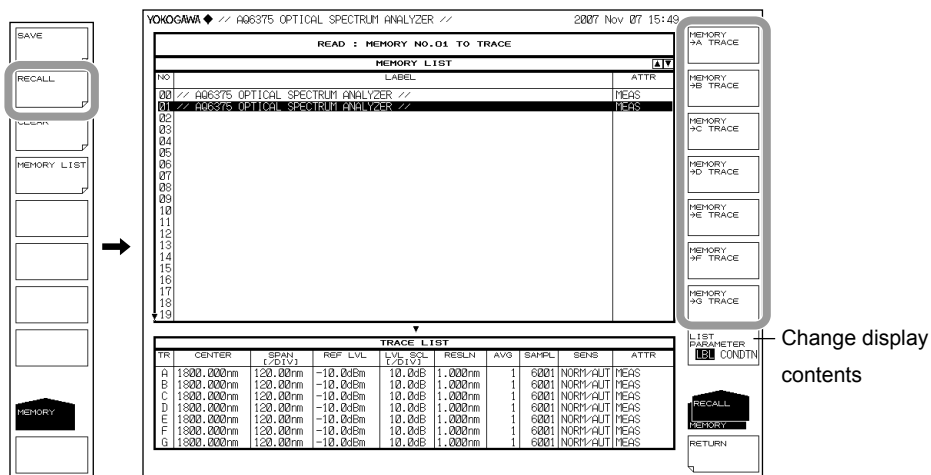 SAVE
RECALL
CLEAR
MEMORY LIST
MEMORY
YOKOGAWA ◆ // AQ6375 OPTICAL SPECTRUM ANALYZER //
2007 Nov 07 15:49
READ : MEMORY NO.01 TO TRACE
MEMORY LIST
NO LABEL ATTR
00 // AQ6375 OPTICAL SPECTRUM ANALYZER // MEAS
01 // AQ6375 OPTICAL SPECTRUM ANALYZER // MEAS
02
03
04
05
06
07
08
09
10
11
12
13
14
15
16
17
18
19
TRACE LIST
TR CENTER SPAN [/DIV] REF LVL LVL SCL [/DIV] RESLN AVG SAMPL SENS ATTR
A 1800.000nm 120.00nm -10.0dBm 10.0dB 1.000nm 1 6001 NORM/AUT MEAS
B 1800.000nm 120.00nm -10.0dBm 10.0dB 1.000nm 1 6001 NORM/AUT MEAS
C 1800.000nm 120.00nm -10.0dBm 10.0dB 1.000nm 1 6001 NORM/AUT MEAS
D 1800.000nm 120.00nm -10.0dBm 10.0dB 1.000nm 1 6001 NORM/AUT MEAS
E 1800.000nm 120.00nm -10.0dBm 10.0dB 1.000nm 1 6001 NORM/AUT MEAS
F 1800.000nm 120.00nm -10.0dBm 10.0dB 1.000nm 1 6001 NORM/AUT MEAS
G 1800.000nm 120.00nm -10.0dBm 10.0dB 1.000nm 1 6001 NORM/AUT MEAS
MEMORY
→A TRACE
MEMORY
→B TRACE
MEMORY
→C TRACE
MEMORY
→D TRACE
MEMORY
→E TRACE
MEMORY
→F TRACE
MEMORY
→G TRACE
LIST
PARAMETER
LBL CONDTN
RECALL
MEMORY
RETURN
Change display
contents